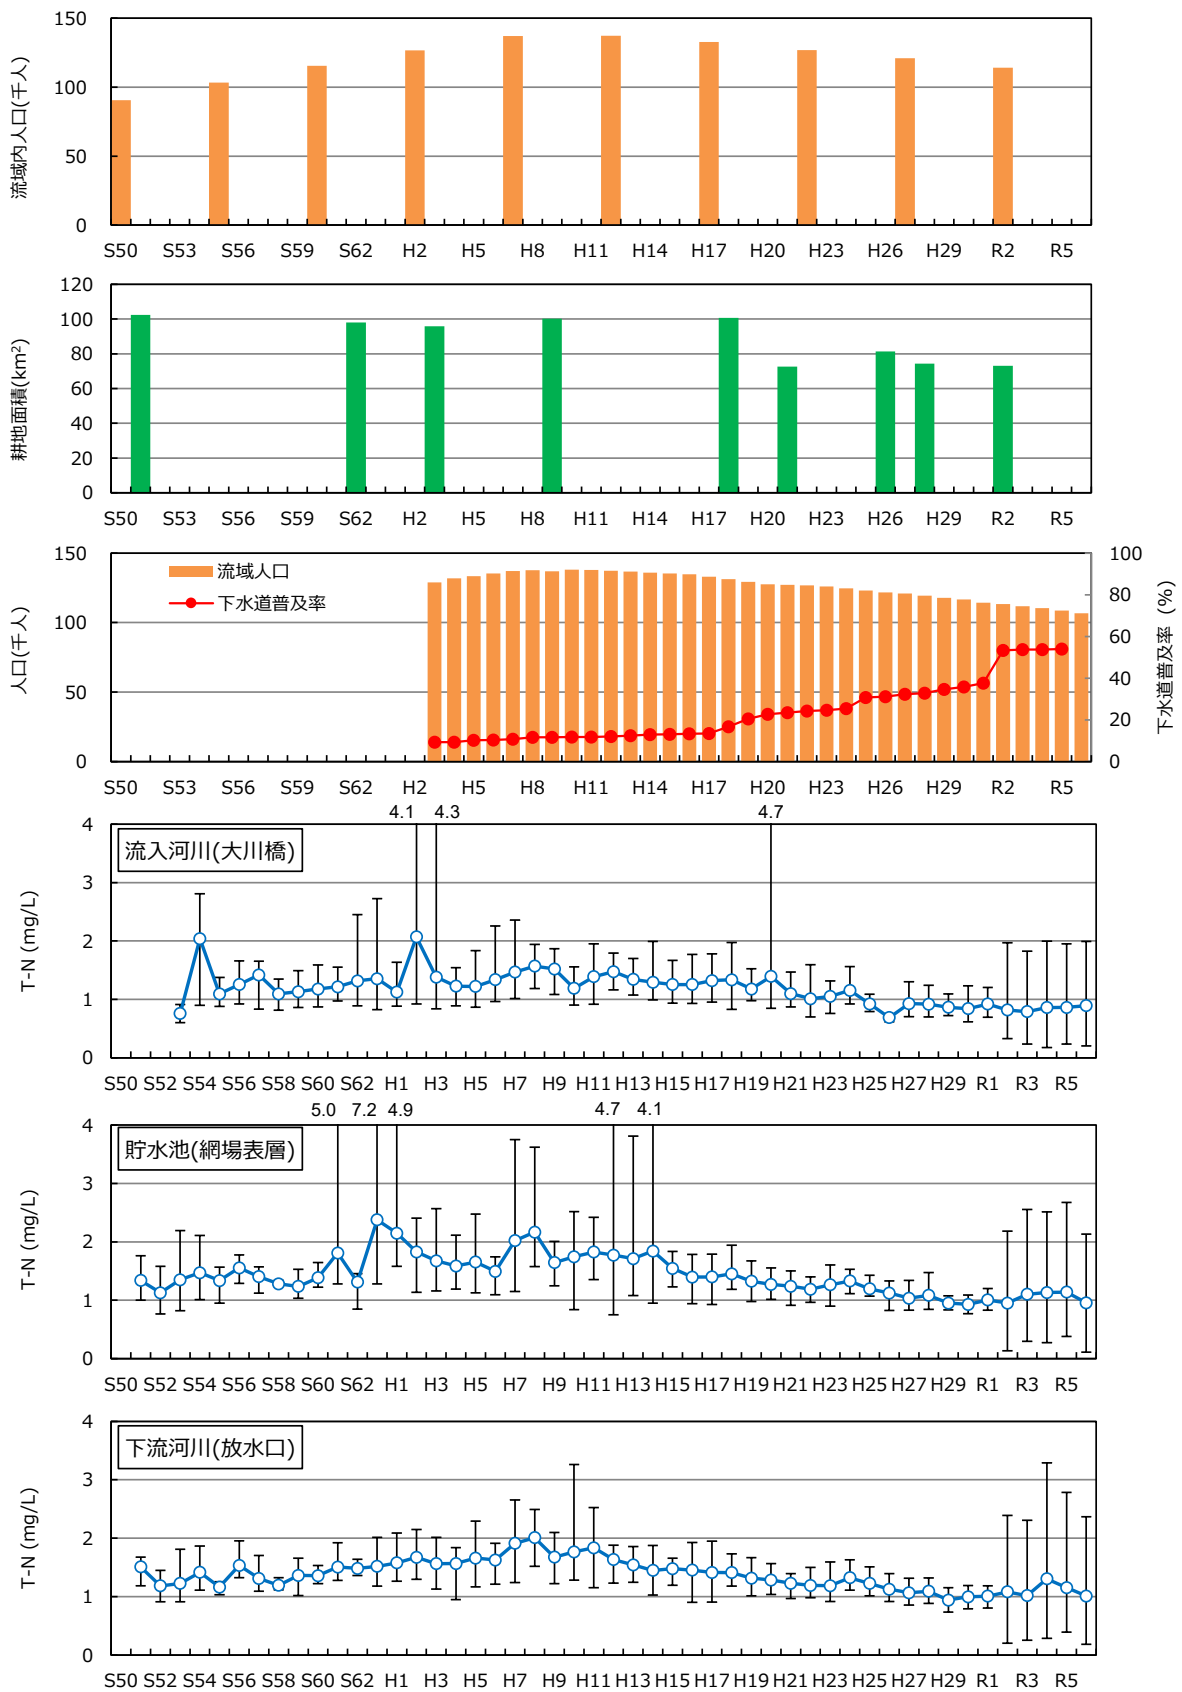 流域内人口(千人)
150
100
50
0
S50 S53 S56 S59 S62 H2 H5 H8 H11 H14 H17 H20 H23 H26 H29 R2 R5
耕地面積(km²)
120
100
80
60
40
20
0
S50 S53 S56 S59 S62 H2 H5 H8 H11 H14 H17 H20 H23 H26 H29 R2 R5
人口(千人)
150
100
50
0
流域人口
下水道普及率
100
80
60
40
20
0
下水道普及率 (%)
S50 S53 S56 S59 S62 H2 H5 H8 H11 H14 H17 H20 H23 H26 H29 R2 R5
4.1 4.3 4.7
流入河川(大川橋)
T-N (mg/L)
4
3
2
1
0
S50 S52 S54 S56 S58 S60 S62 H1 H3 H5 H7 H9 H11 H13 H15 H17 H19 H21 H23 H25 H27 H29 R1 R3 R5
5.0 7.2 4.9 4.7 4.1
貯水池(網場表層)
T-N (mg/L)
4
3
2
1
0
S50 S52 S54 S56 S58 S60 S62 H1 H3 H5 H7 H9 H11 H13 H15 H17 H19 H21 H23 H25 H27 H29 R1 R3 R5
下流河川(放水口)
T-N (mg/L)
4
3
2
1
0
S50 S52 S54 S56 S58 S60 S62 H1 H3 H5 H7 H9 H11 H13 H15 H17 H19 H21 H23 H25 H27 H29 R1 R3 R5